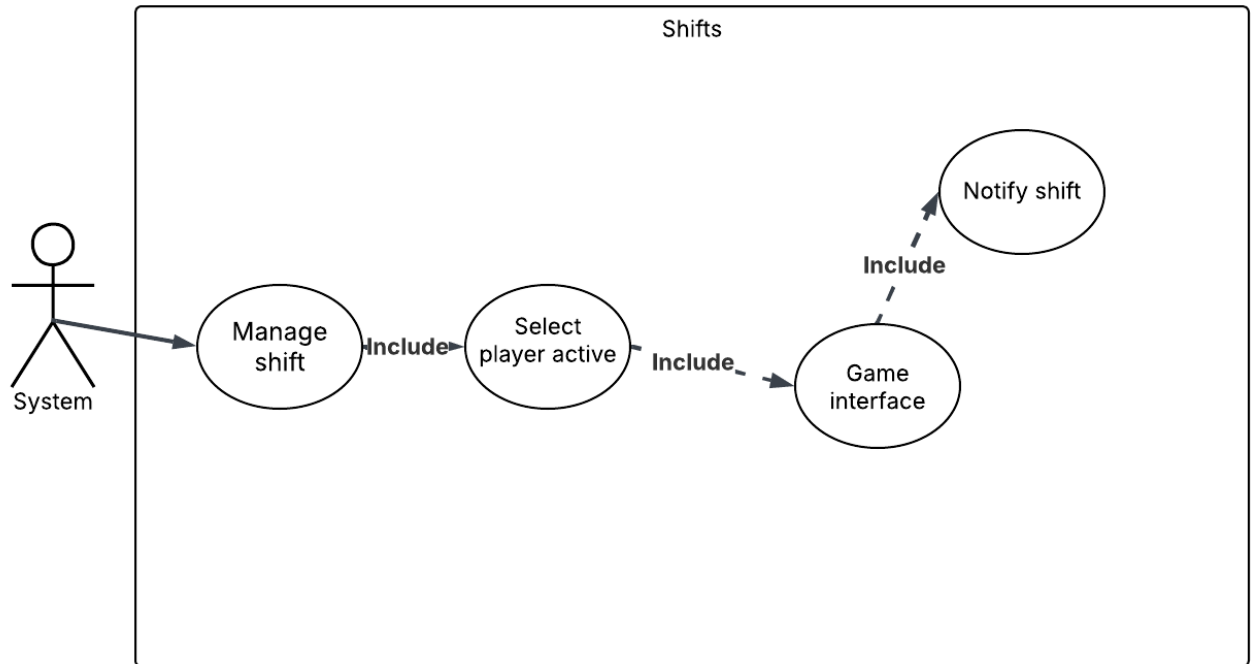 Shifts
Notify shift
Include
Manage
shift
Include
Select
player active
Include
Game
interface
System